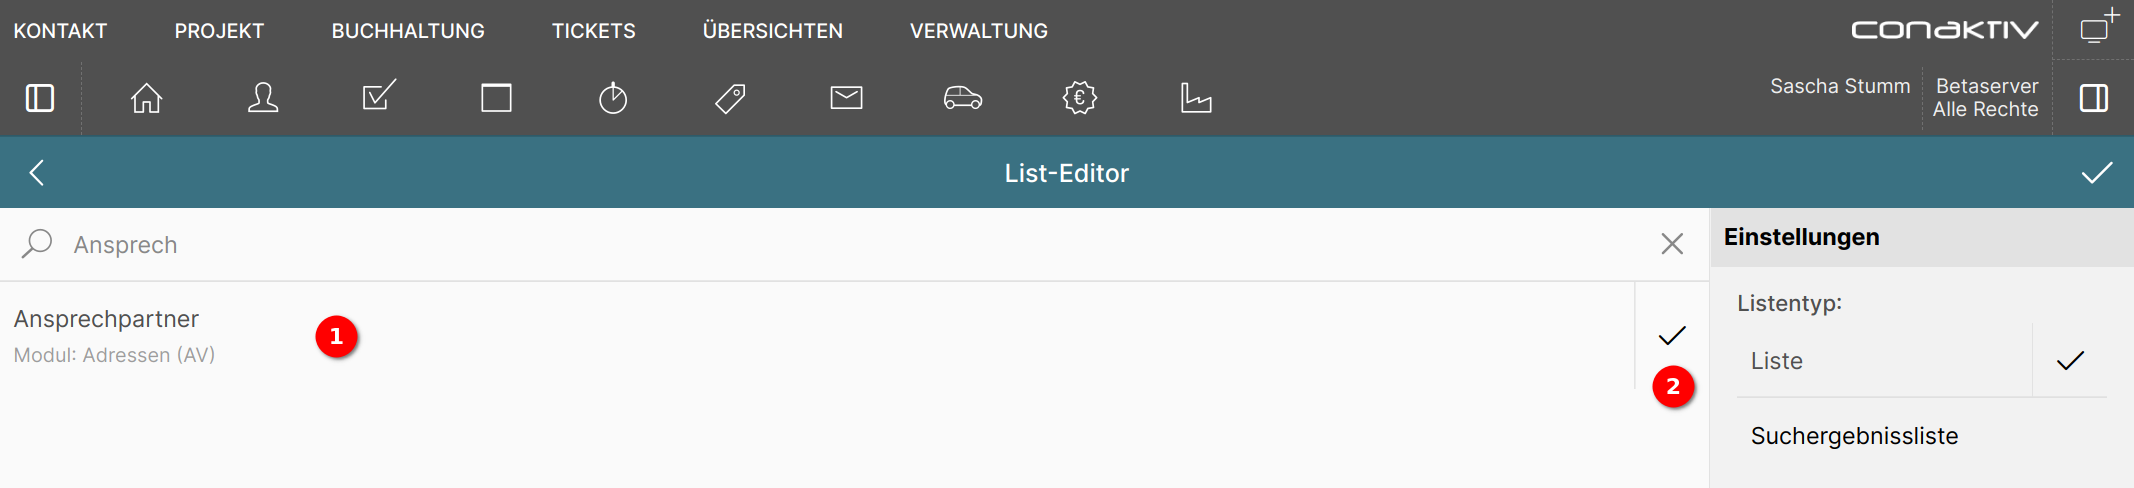 KONTAKT PROJEKT BUCHHALTUNG TICKETS ÜBERSICHTEN VERWALTUNG conaktiv
Sascha Stumm Betaserver
Alle Rechte
List-Editor
Ansprech
Einstellungen
Ansprechpartner
Modul: Adressen (AV)
1
2
Listentyp:
Liste
Suchergebnissliste